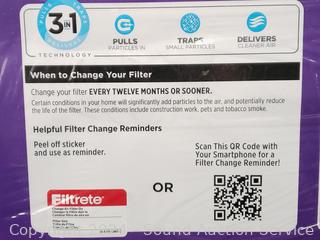 3 in 1
TECHNOLOGY
PULLS
PARTICLES IN
TRAPS
SMALL PARTICLES
DELIVERS
CLEANER AIR
When to Change Your Filter
Change your filter EVERY TWELVE MONTHS OR SOONER.
Certain conditions in your home will significantly add particles to the air, and potentially reduce
the life of the filter. These conditions include construction work, pets and tobacco smoke.
Helpful Filter Change Reminders
Peel off sticker
and use as reminder.
Scan This QR Code with
Your Smartphone for a
Filter Change Reminder!
OR
Filtrete